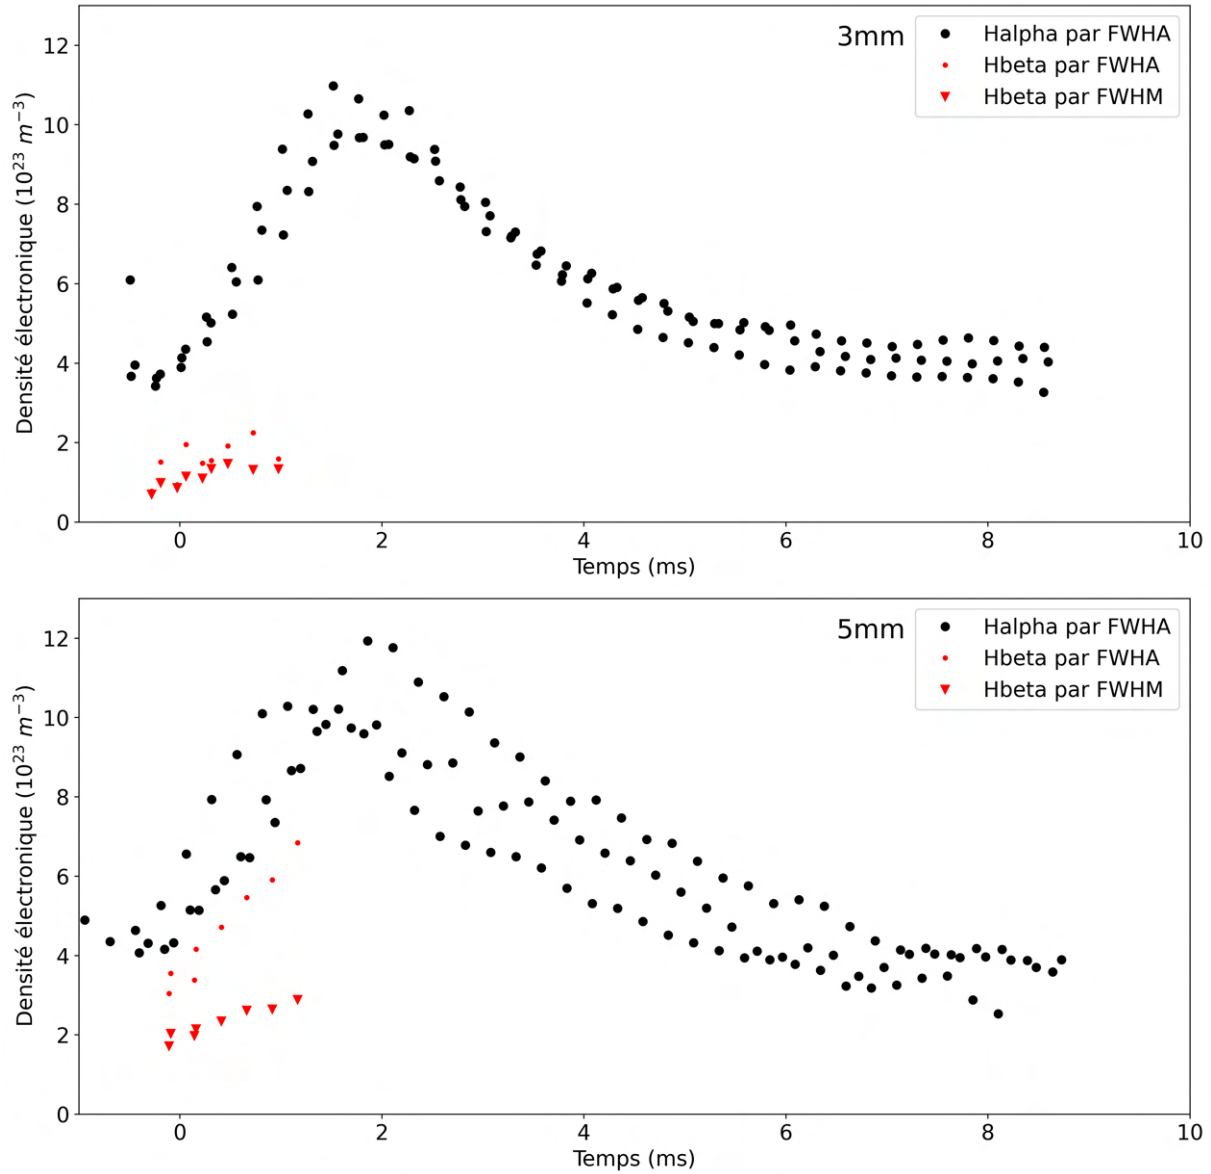 3mm
Halpha par FWHA
Hbeta par FWHA
Hbeta par FWHM
Densité électronique (10²³ m⁻³)
12
10
8
6
4
2
0
0 2 4 6 8 10
Temps (ms)
5mm
Halpha par FWHA
Hbeta par FWHA
Hbeta par FWHM
Densité électronique (10²³ m⁻³)
12
10
8
6
4
2
0
0 2 4 6 8 10
Temps (ms)